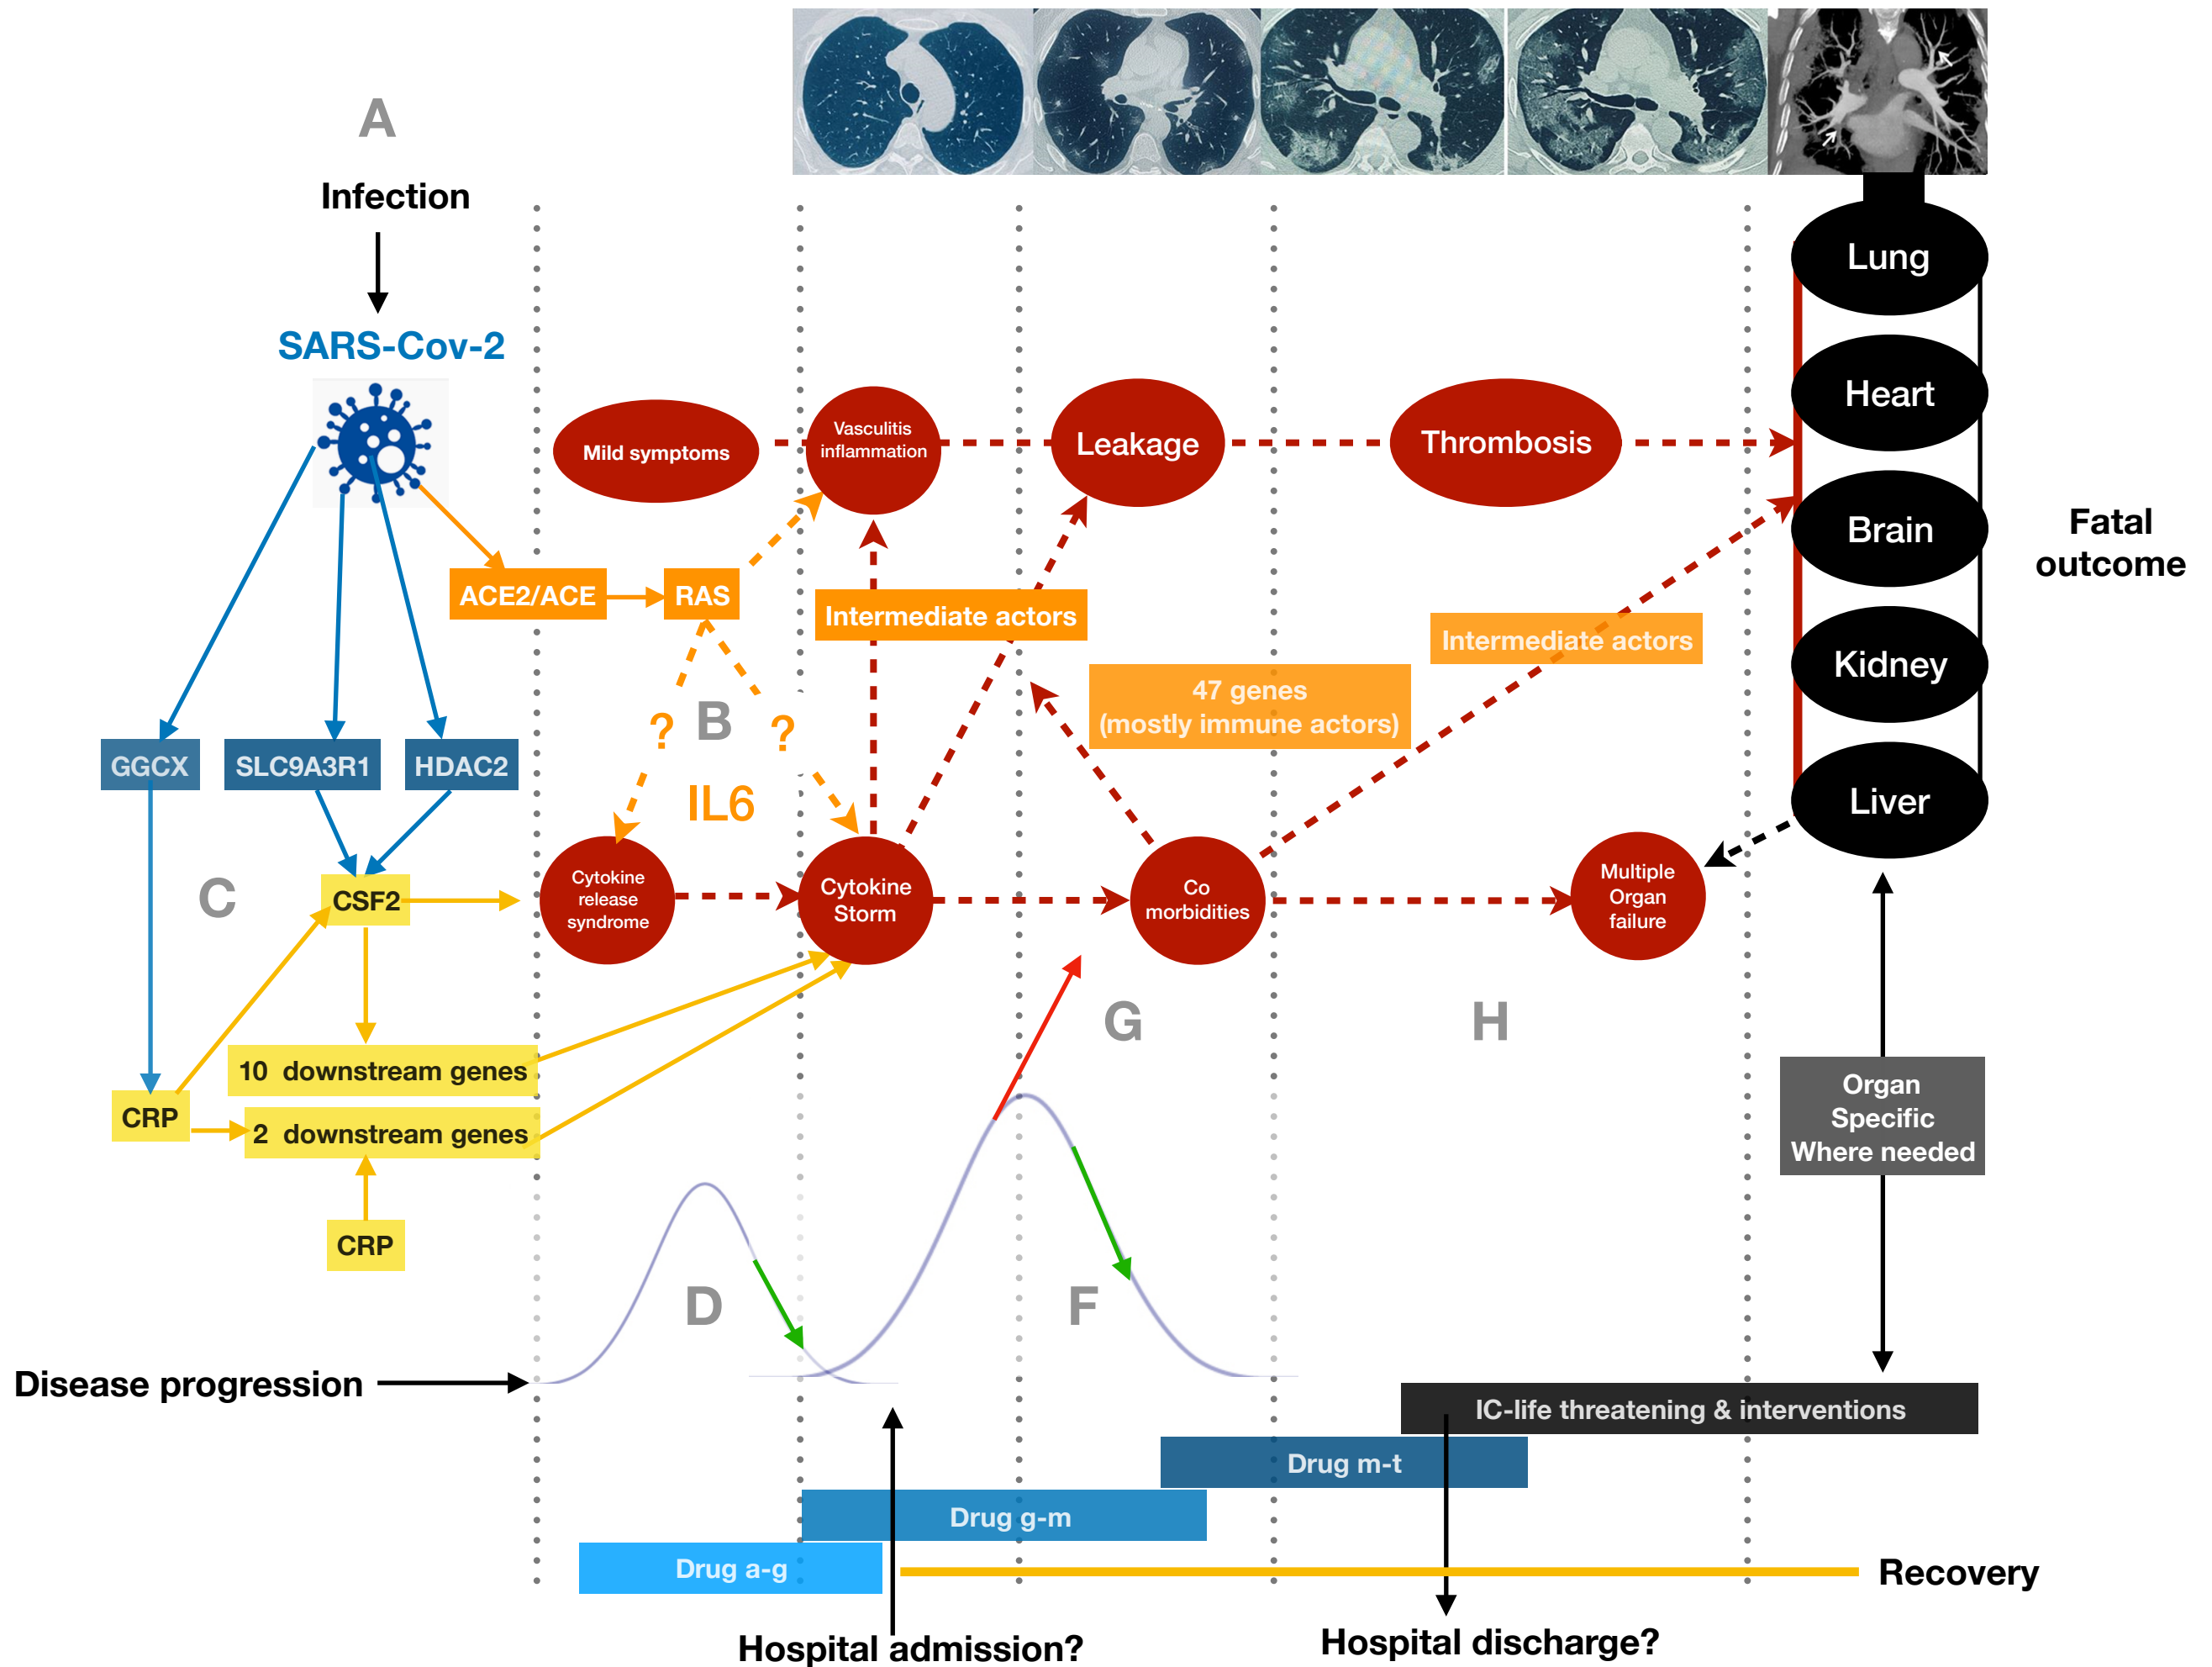 A
Infection
SARS-Cov-2
Mild symptoms
Vasculitis
inflammation
Leakage
Thrombosis
Lung
Heart
Brain
Kidney
Liver
Fatal
outcome
ACE2/ACE
RAS
Intermediate actors
Intermediate actors
47 genes
(mostly immune actors)
? B ?
IL6
GGCX
SLC9A3R1
HDAC2
C
CSF2
Cytokine
release
syndrome
Cytokine
Storm
Co
morbidities
Multiple
Organ
failure
G
H
10 downstream genes
CRP
2 downstream genes
CRP
Organ
Specific
Where needed
D
F
Disease progression
IC-life threatening & interventions
Drug m-t
Drug g-m
Drug a-g
Recovery
Hospital admission?
Hospital discharge?